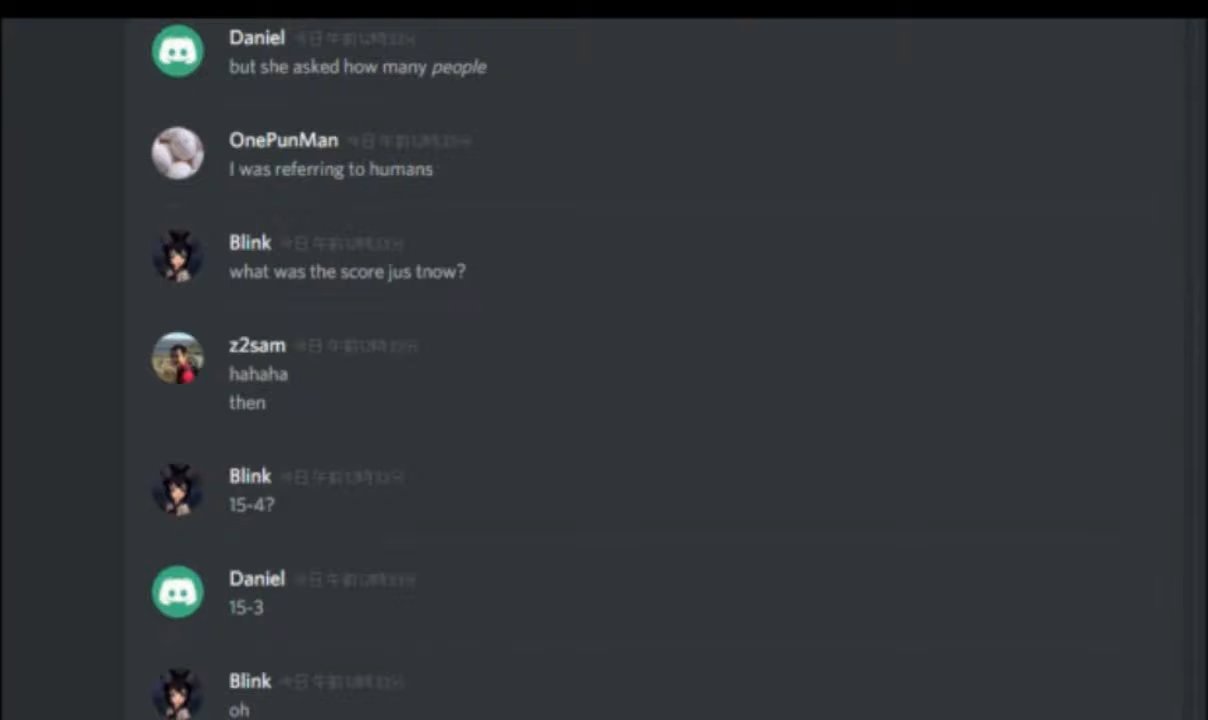 Daniel
but she asked how many people
OnePunMan
I was referring to humans
Blink
what was the score jus tnow?
z2sam
hahaha
then
Blink
15-4?
Daniel
15-3
Blink
oh